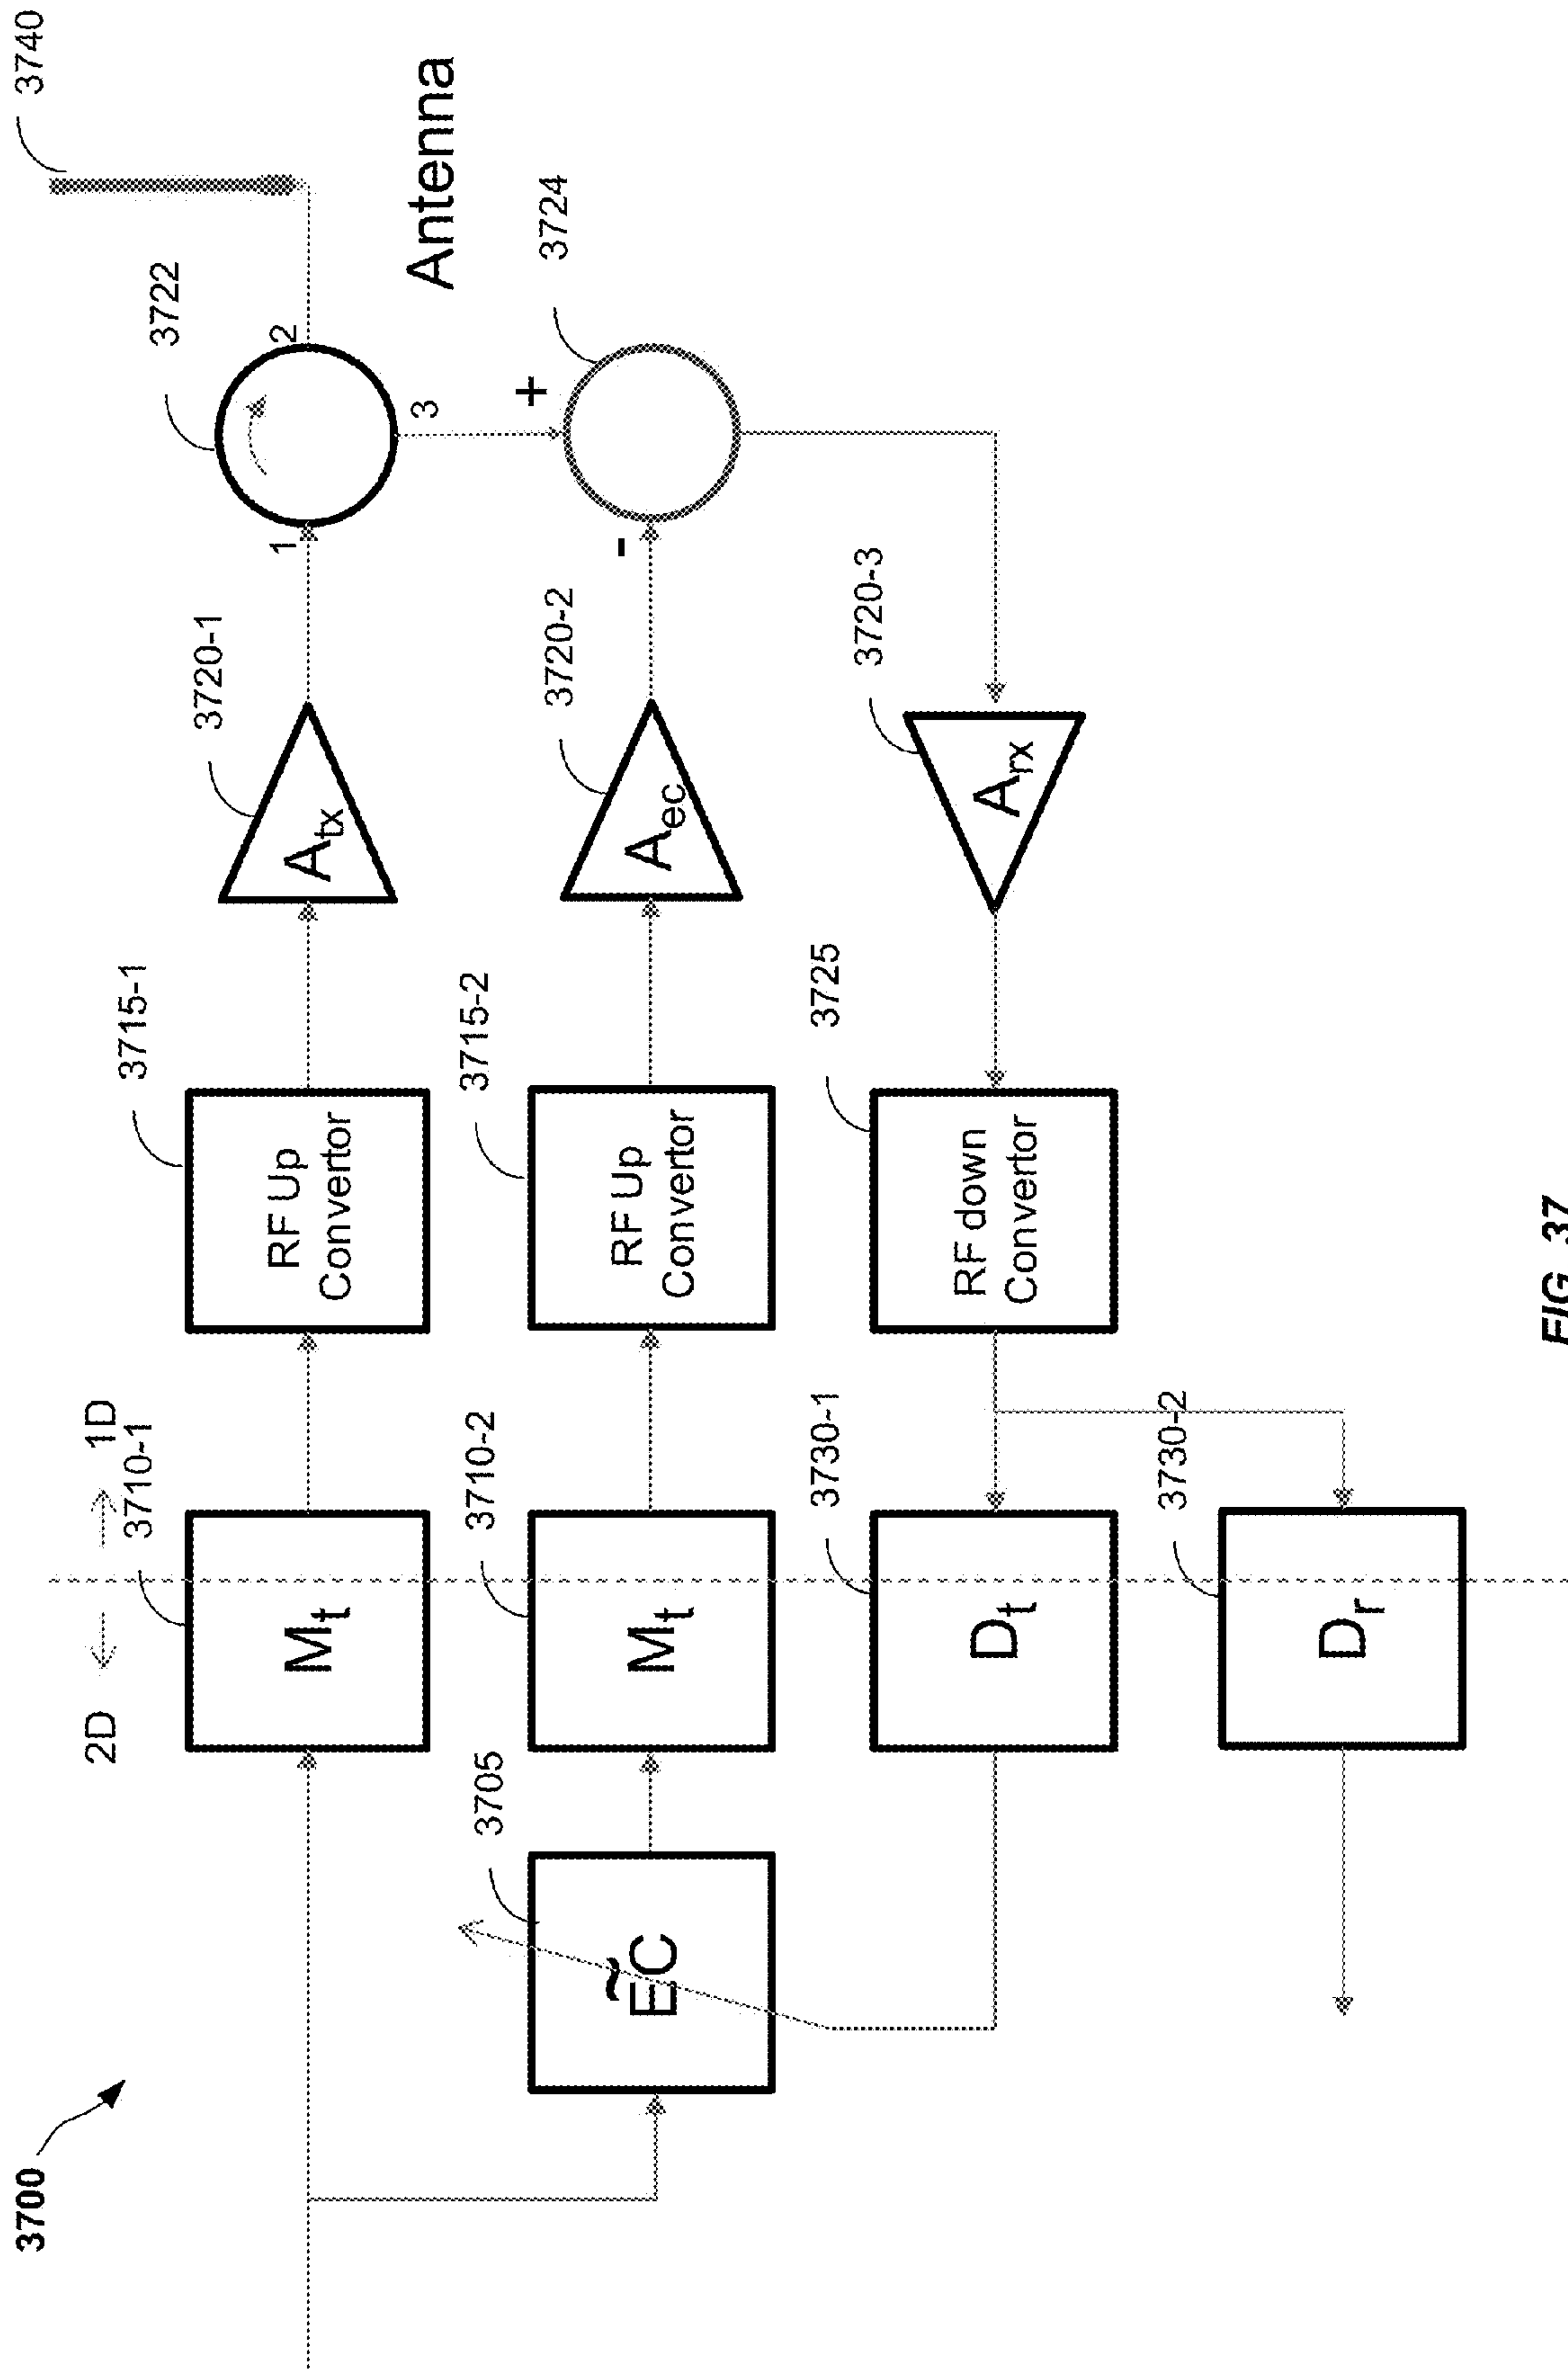 3700
2D
1D
3710-1
Mt
3715-1
RF Up
Convertor
3720-1
Atx
3722
1
2
3
3740
Antenna
3705
ẼC
3710-2
Mt
3715-2
RF Up
Convertor
3720-2
Aec
-
+
3724
3730-1
Dt
3725
RF down
Convertor
3720-3
Arx
3730-2
Dr
FIG. 37